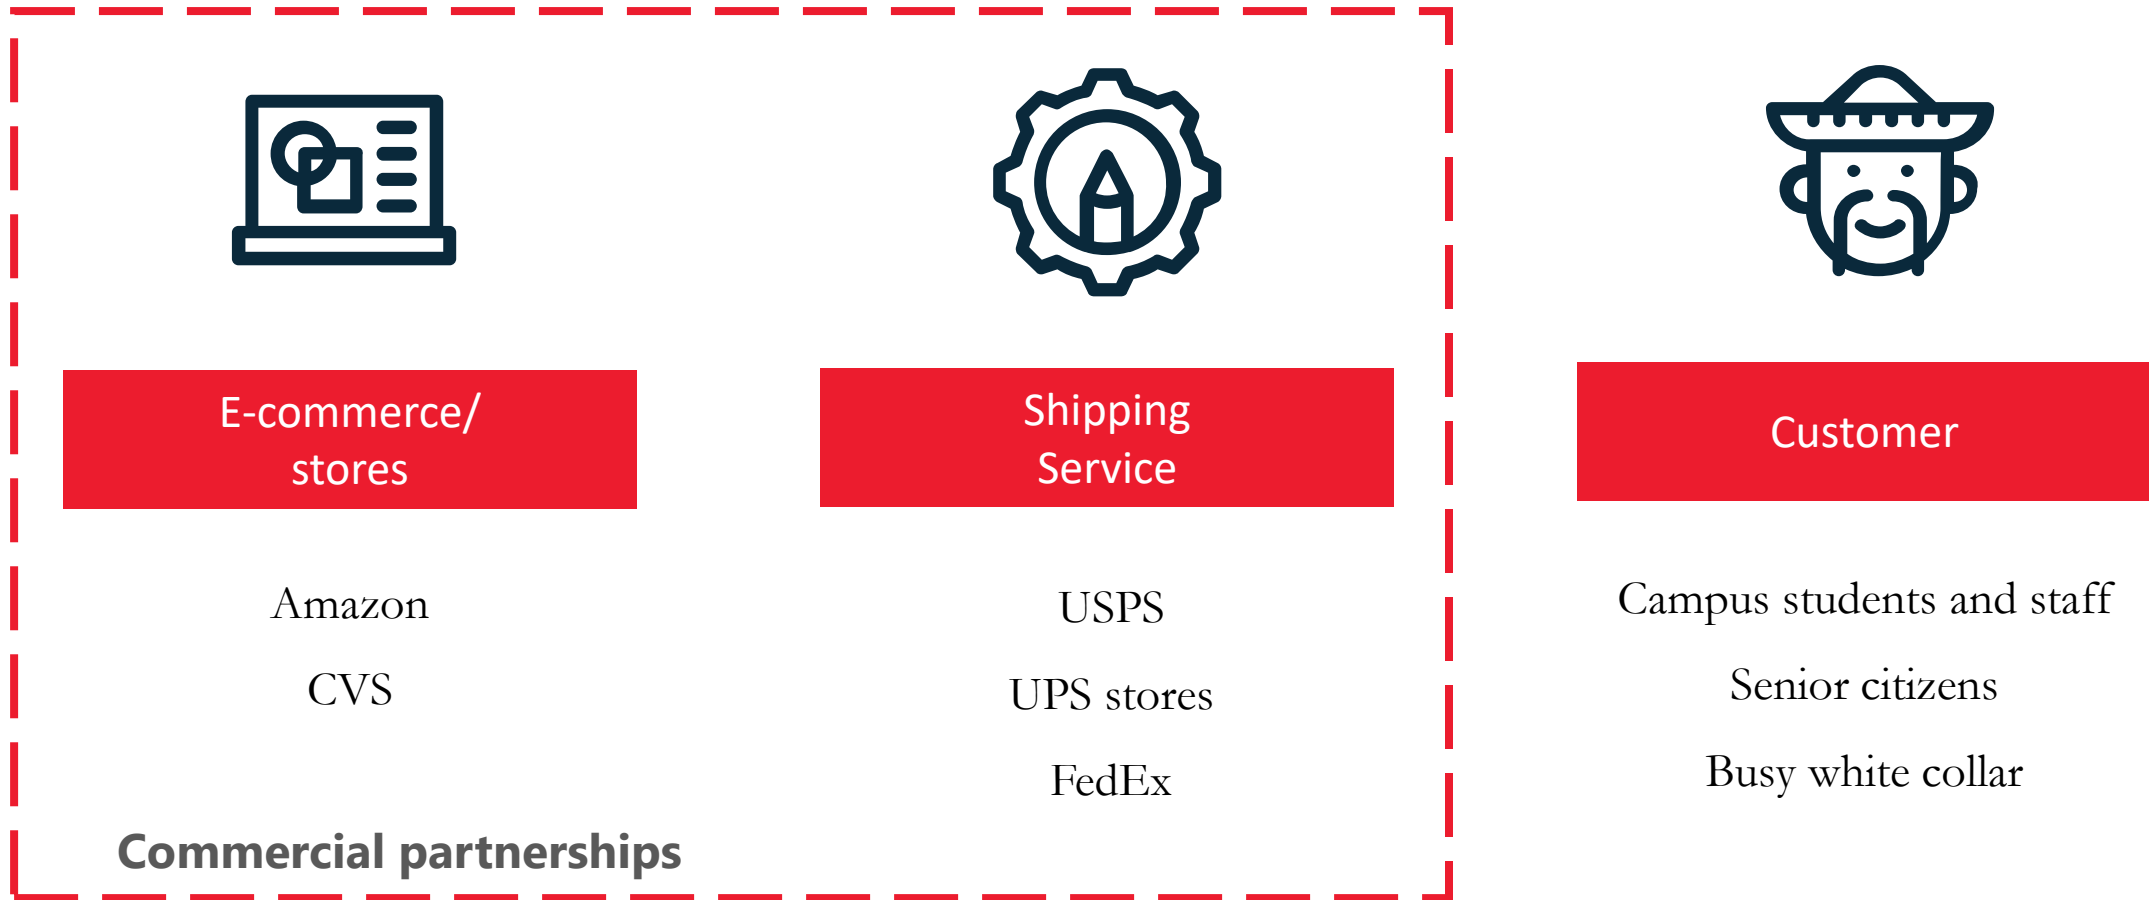 E-commerce/
stores
Amazon
CVS
Shipping
Service
USPS
UPS stores
FedEx
Commercial partnerships
Customer
Campus students and staff
Senior citizens
Busy white collar